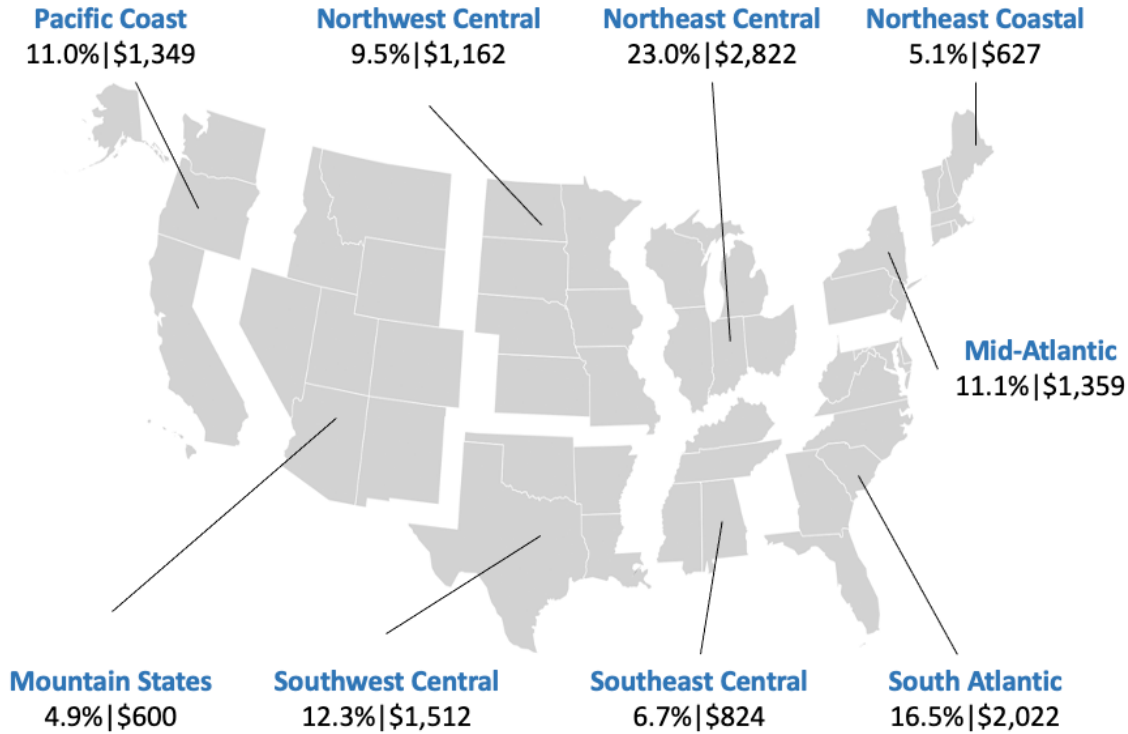 Pacific Coast
11.0%|$1,349
Northwest Central
9.5%|$1,162
Northeast Central
23.0%|$2,822
Northeast Coastal
5.1%|$627
Mid-Atlantic
11.1%|$1,359
Mountain States
4.9%|$600
Southwest Central
12.3%|$1,512
Southeast Central
6.7%|$824
South Atlantic
16.5%|$2,022